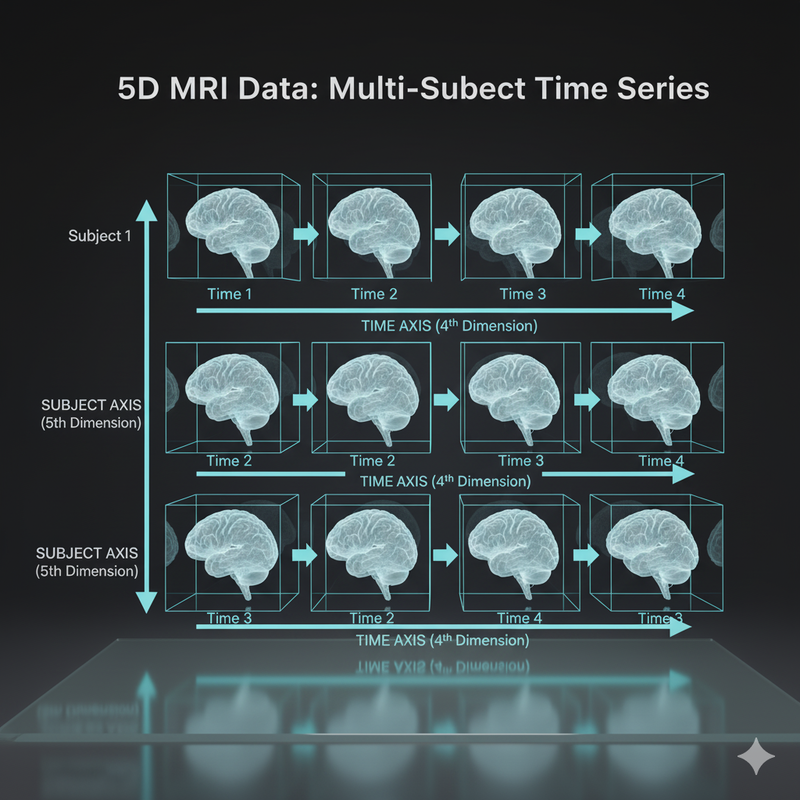 5D MRI Data: Multi-Subect Time Series
Subject 1
Time 1 Time 2 Time 3 Time 4
TIME AXIS (4th Dimension)
SUBJECT AXIS
(5th Dimension)
Time 2 Time 2 Time 3 Time 4
TIME AXIS (4th Dimension)
SUBJECT AXIS
(5th Dimension)
Time 3 Time 2 Time 4 Time 3
TIME AXIS (4th Dimension)